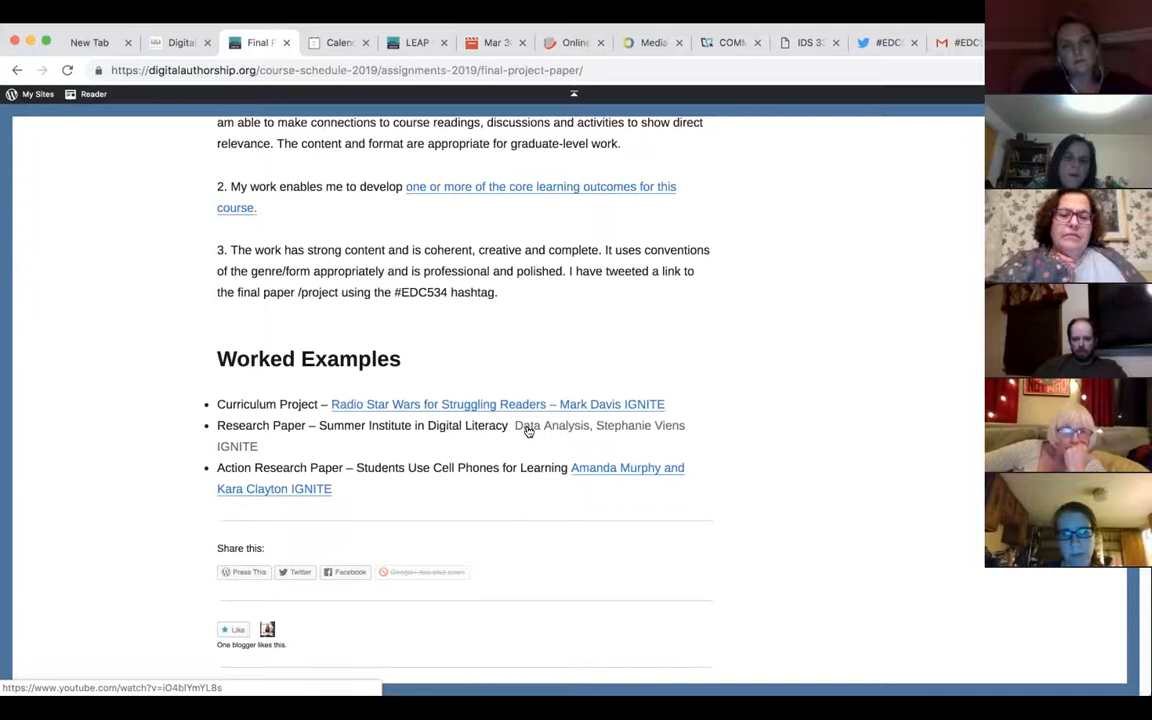 New Tab
Digital
Final P
Calend
LEAP
Mar 3
Online
Media
COMM
IDS 3
#EDC5
#EDC
https://digitalauthorship.org/course-schedule-2019/assignments-2019/final-project-paper/
My Sites
Reader
am able to make connections to course readings, discussions and activities to show direct
relevance. The content and format are appropriate for graduate-level work.
2. My work enables me to develop one or more of the core learning outcomes for this
course.
3. The work has strong content and is coherent, creative and complete. It uses conventions
of the genre/form appropriately and is professional and polished. I have tweeted a link to
the final paper /project using the #EDC534 hashtag.
Worked Examples
• Curriculum Project – Radio Star Wars for Struggling Readers – Mark Davis IGNITE
• Research Paper – Summer Institute in Digital Literacy Data Analysis, Stephanie Viens
IGNITE
• Action Research Paper – Students Use Cell Phones for Learning Amanda Murphy and
Kara Clayton IGNITE
Share this:
Press This
Twitter
Facebook
Google+ has shut down
Like
One blogger likes this.
https://www.youtube.com/watch?v=iO4bIYmYL8s